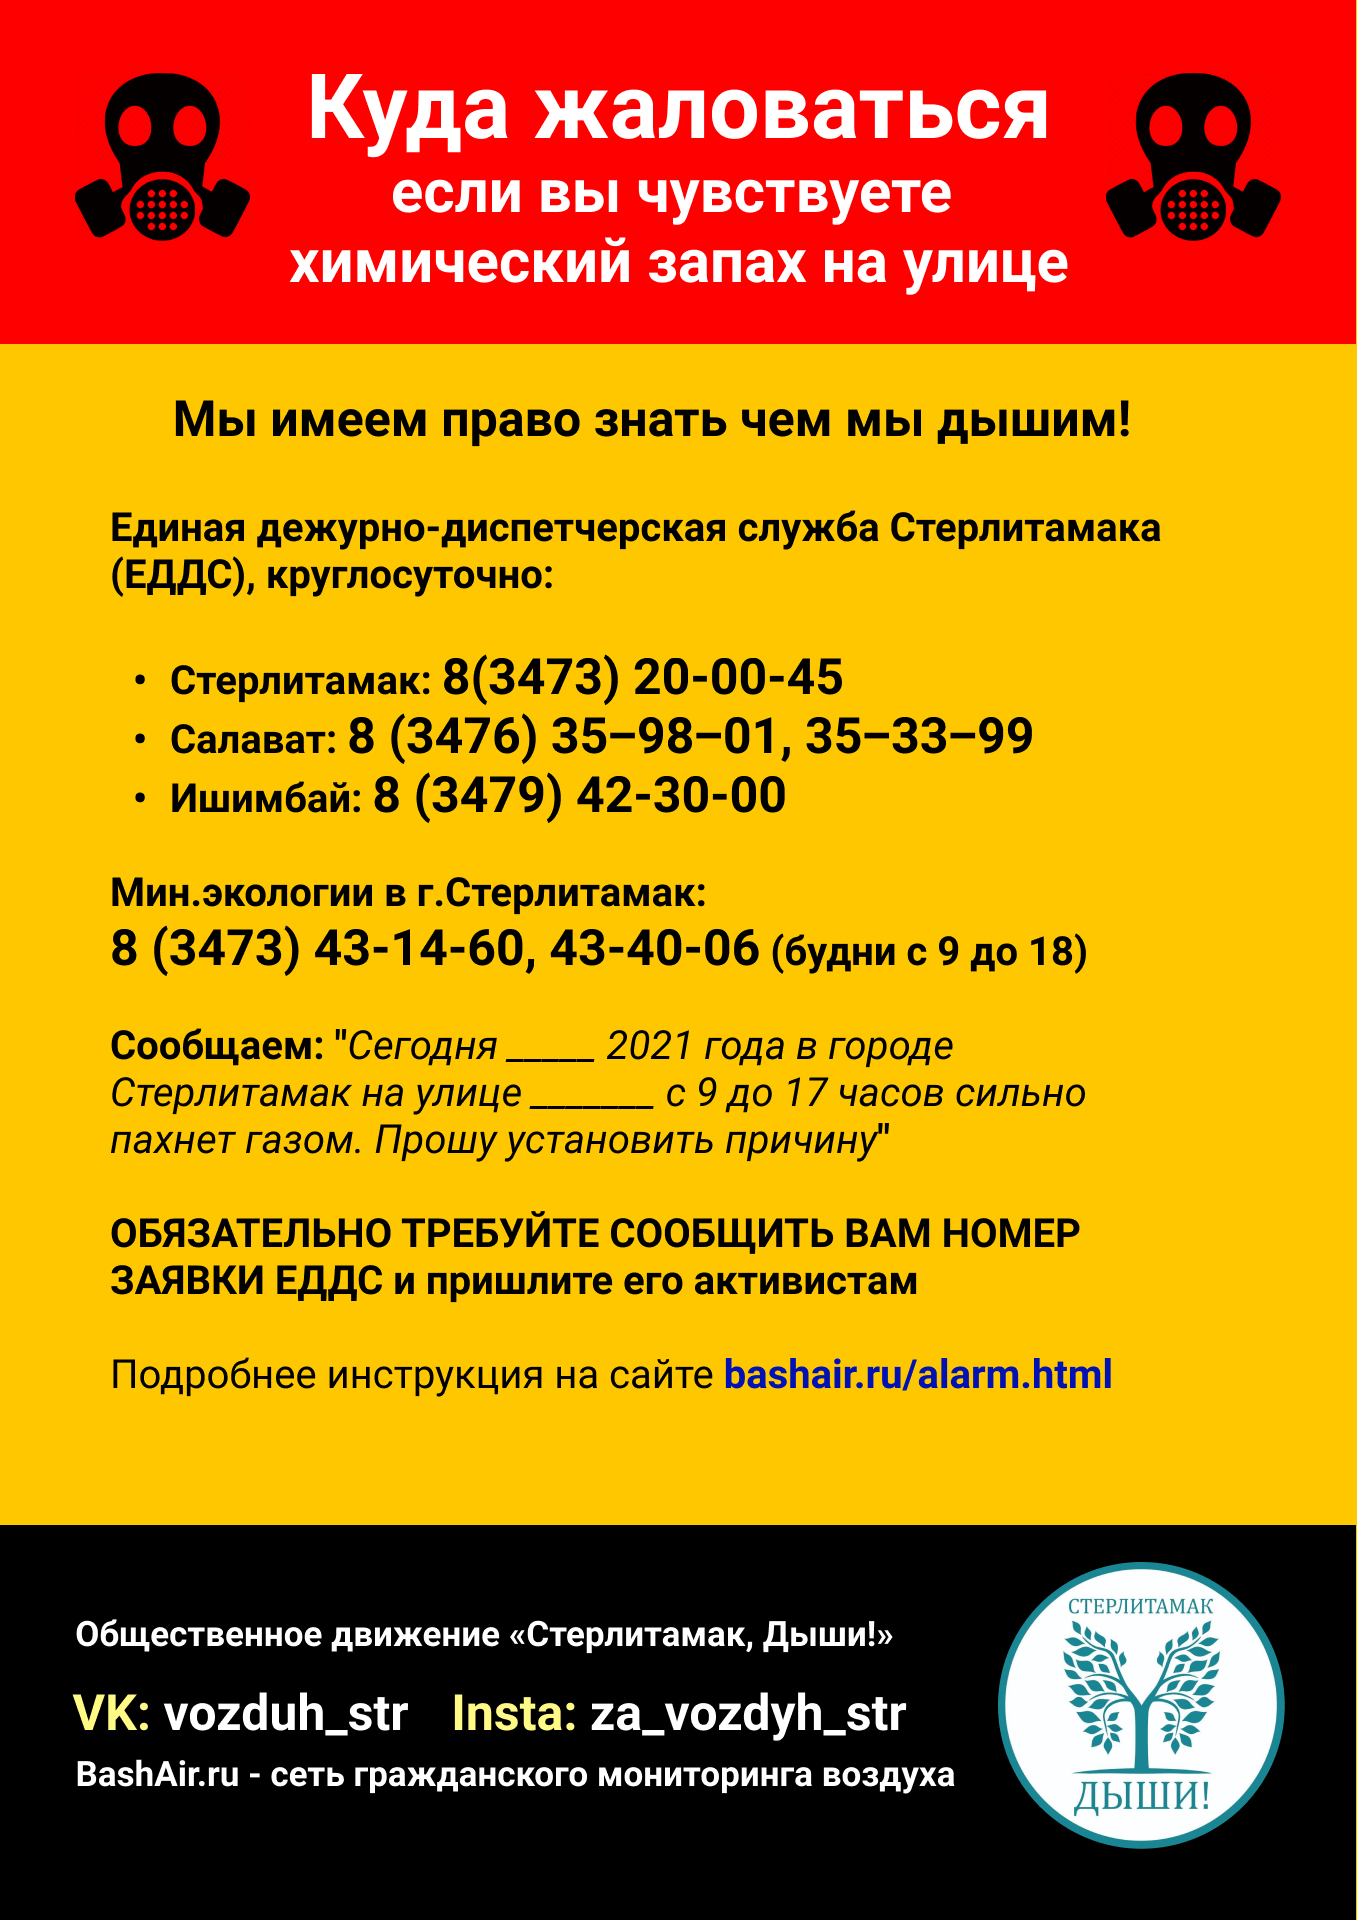 Куда жаловаться
если вы чувствуете
химический запах на улице
Мы имеем право знать чем мы дышим!
Единая дежурно-диспетчерская служба Стерлитамака
(ЕДДС), круглосуточно:
• Стерлитамак: 8(3473) 20-00-45
• Салават: 8 (3476) 35–98–01, 35–33–99
• Ишимбай: 8 (3479) 42-30-00
Мин.экологии в г.Стерлитамак:
8 (3473) 43-14-60, 43-40-06 (будни с 9 до 18)
Сообщаем: "Сегодня _____ 2021 года в городе
Стерлитамак на улице _______ с 9 до 17 часов сильно
пахнет газом. Прошу установить причину"
ОБЯЗАТЕЛЬНО ТРЕБУЙТЕ СООБЩИТЬ ВАМ НОМЕР
ЗАЯВКИ ЕДДС и пришлите его активистам
Подробнее инструкция на сайте bashair.ru/alarm.html
Общественное движение «Стерлитамак, Дыши!»
VK: vozduh_str Insta: za_vozdyh_str
BashAir.ru - сеть гражданского мониторинга воздуха
СТЕРЛИТАМАК
ДЫШИ!